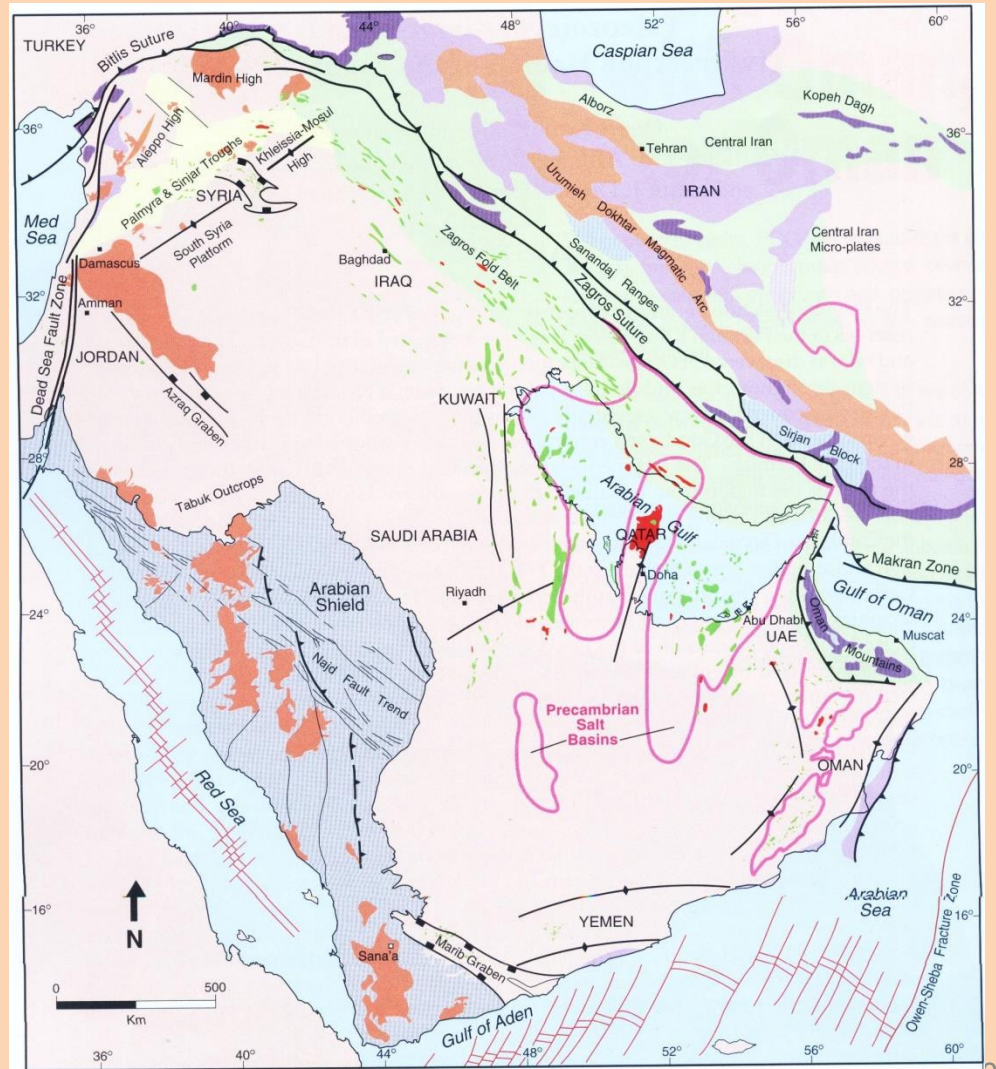 36°
40°
44°
48°
52°
56°
60°
TURKEY
Bitlis Suture
Caspian Sea
Mardin High
Alborz
Kopeh Dagh
36°
Aleppo High
Khleissia-Mosul
High
Tehran
Central Iran
36°
Palmyra & Sinjar Troughs
Urumieh Dokhtar Magmatic Arc
IRAN
SYRIA
Med
Sea
South Syria
Platform
Sanandaj Ranges
Central Iran
Micro-plates
Damascus
Baghdad
Zagros Fold Belt
IRAQ
Zagros Suture
32°
Amman
32°
Dead Sea Fault Zone
JORDAN
Azraq Graben
KUWAIT
Sirjan Block
28°
28°
Tabuk Outcrops
Arabian Gulf
SAUDI ARABIA
QATAR
Makran Zone
Doha
Arabian
Shield
Riyadh
Gulf of Oman
24°
24°
Abu Dhabi
UAE
Oman Mountains
Muscat
Najd Fault Trend
Precambrian
Salt
Basins
OMAN
20°
20°
Red Sea
Arabian
Sea
16°
16°
N
YEMEN
Owen-Sheba Fracture Zone
Sana'a
Marib Graben
0
500
Km
Gulf of Aden
36°
40°
44°
48°
52°
56°
60°